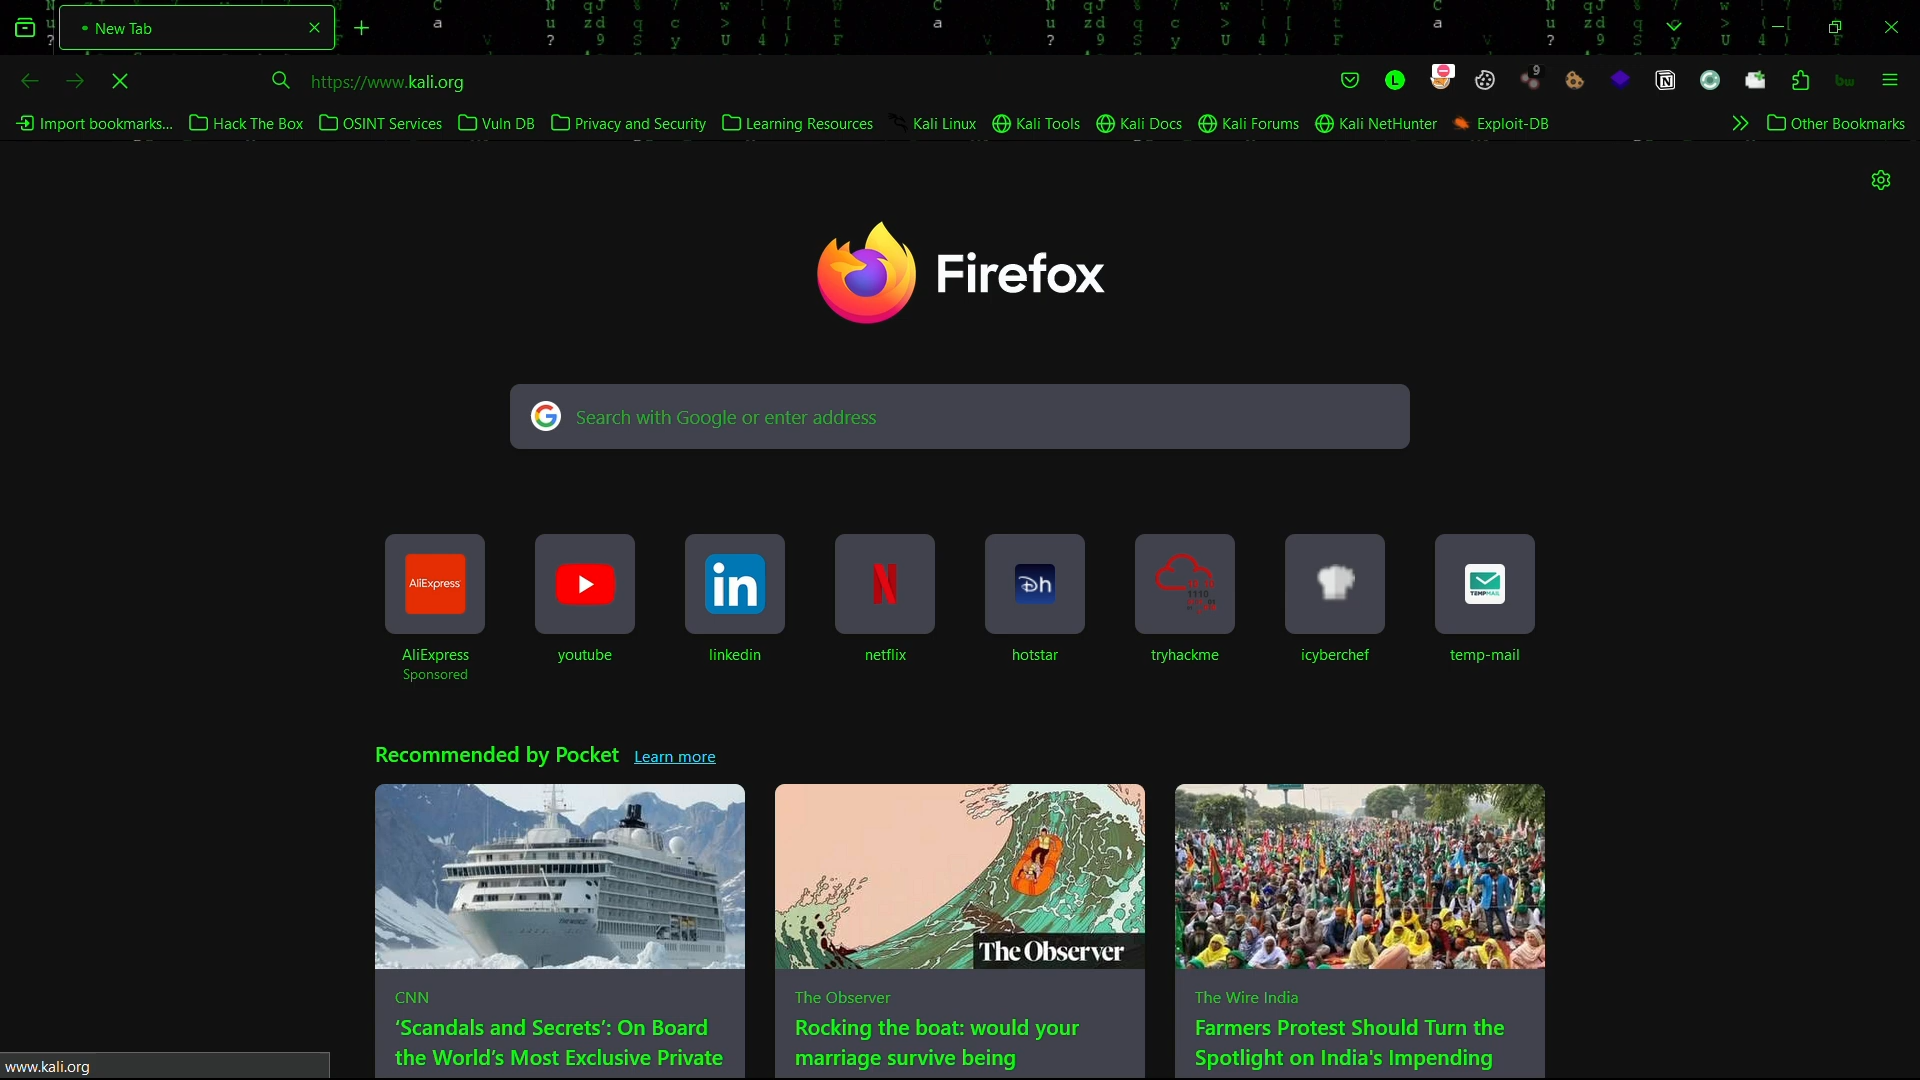 New Tab
https://www.kali.org
9
Import bookmarks... Hack The Box OSINT Services Vuln DB Privacy and Security Learning Resources Kali Linux Kali Tools Kali Docs Kali Forums Kali NetHunter Exploit-DB Other Bookmarks
Firefox
Search with Google or enter address
AliExpress youtube linkedin netflix hotstar tryhackme icyberchef temp-mail
Sponsored
Recommended by Pocket Learn more
The Observer
CNN
‘Scandals and Secrets’: On Board
the World’s Most Exclusive Private
The Observer
Rocking the boat: would your
marriage survive being
The Wire India
Farmers Protest Should Turn the
Spotlight on India's Impending
www.kali.org